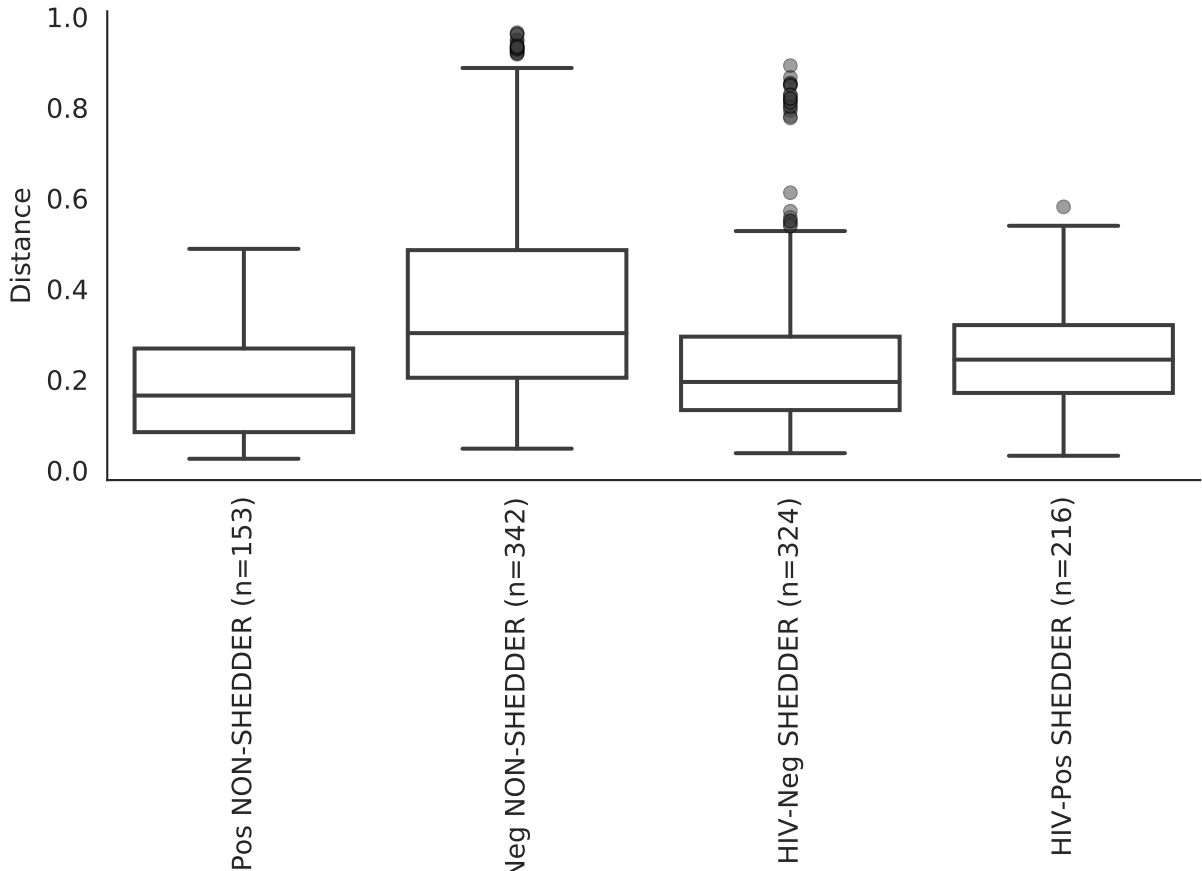 1.0
0.8
0.6
0.4
0.2
0.0
Distance
Pos NON-SHEDDER (n=153)
Neg NON-SHEDDER (n=342)
HIV-Neg SHEDDER (n=324)
HIV-Pos SHEDDER (n=216)